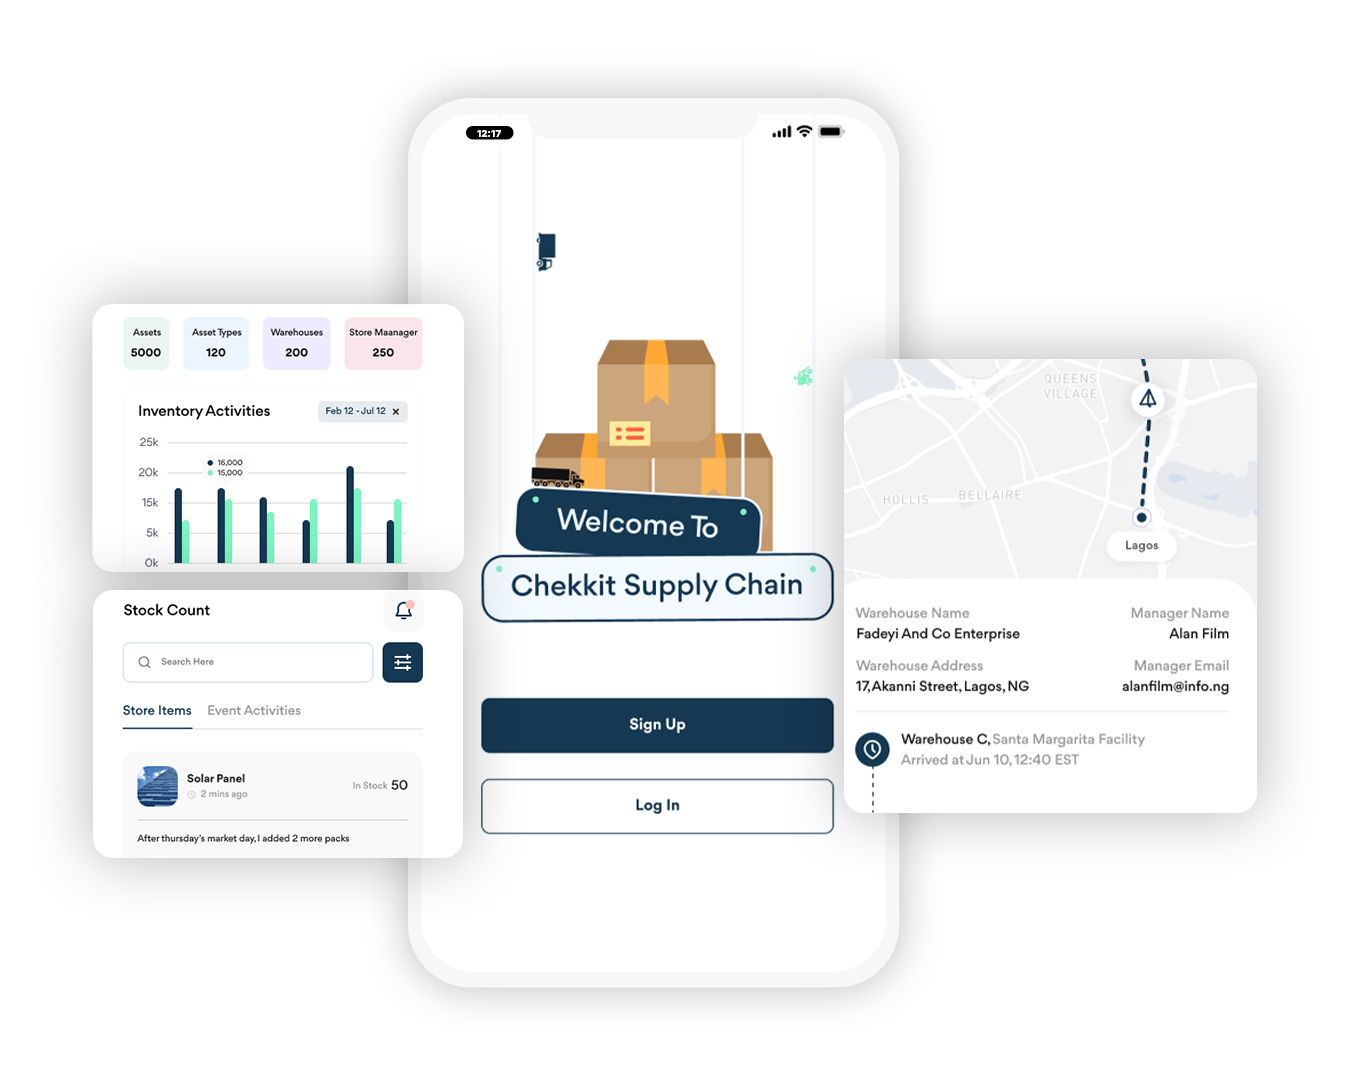 12:17
Welcome To
Chekkit Supply Chain
Sign Up
Log In
Assets
5000
Asset Types
120
Warehouses
200
Store Maanager
250
Inventory Activities
Feb 12 - Jul 12 ×
25k
20k
15k
5k
0k
16,000
15,000
Stock Count
Search Here
Store Items Event Activities
Solar Panel
2 mins ago
In Stock 50
After thursday's market day, I added 2 more packs
QUEENS
VILLAGE
HOLLIS
BELLAIRE
Lagos
Warehouse Name
Fadeyi And Co Enterprise
Manager Name
Alan Film
Warehouse Address
17,Akanni Street, Lagos, NG
Manager Email
alanfilm@info.ng
Warehouse C, Santa Margarita Facility
Arrived at Jun 10, 12:40 EST